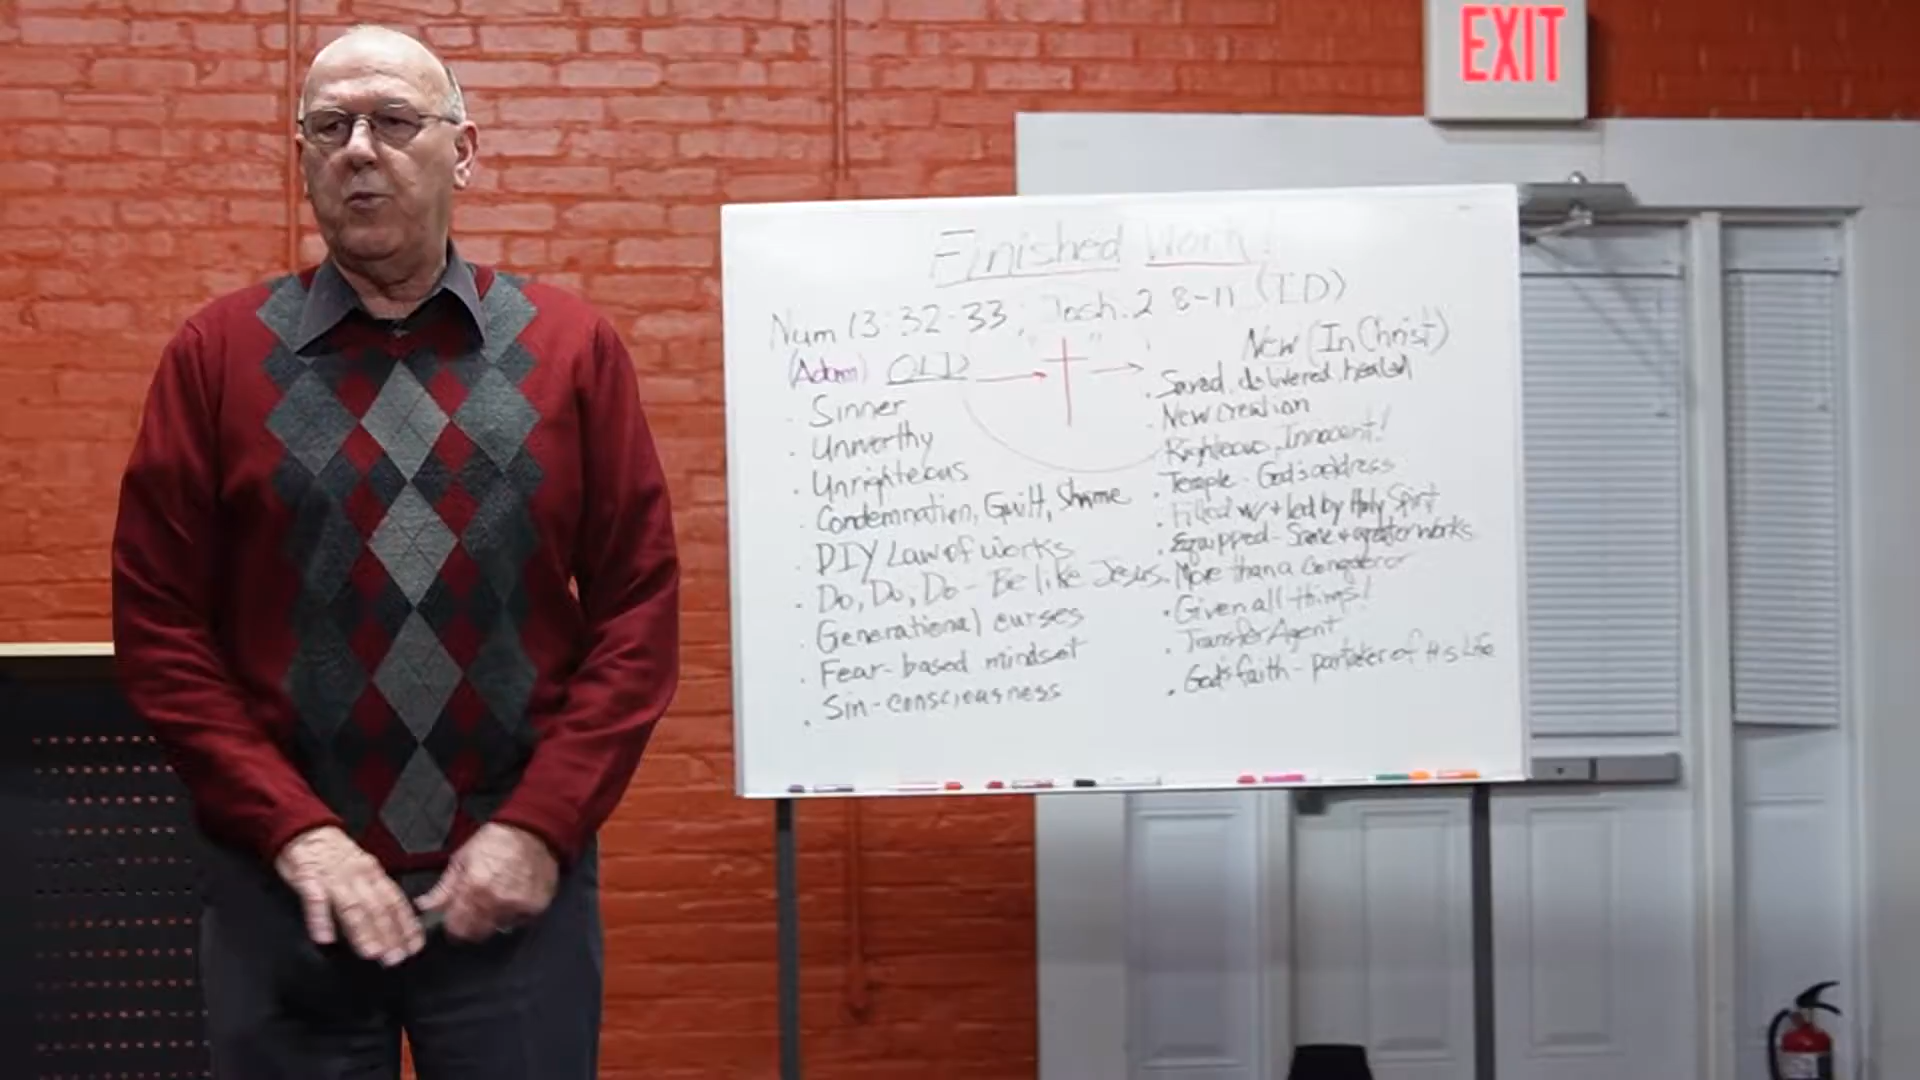 EXIT
Finished Work!
Num 13:32-33; Josh. 2 8-11 (ID)
(Adam) OLD
Sinner
Unworthy
Unrighteous
Condemnation, Guilt, Shame
DIY Law of works
Do, Do, Do - Be like Jesus
Generational curses
Fear-based mindset
Sin-consciousness
New (In Christ)
Saved, delivered, healed
New creation
Righteous, Innocent!
Temple - God's address
Filled w/ + led by Holy Spirit
Equipped - Same + greater works
More than a Conqueror
Given all things!
Transfer Agent
God's faith - partaker of His Life